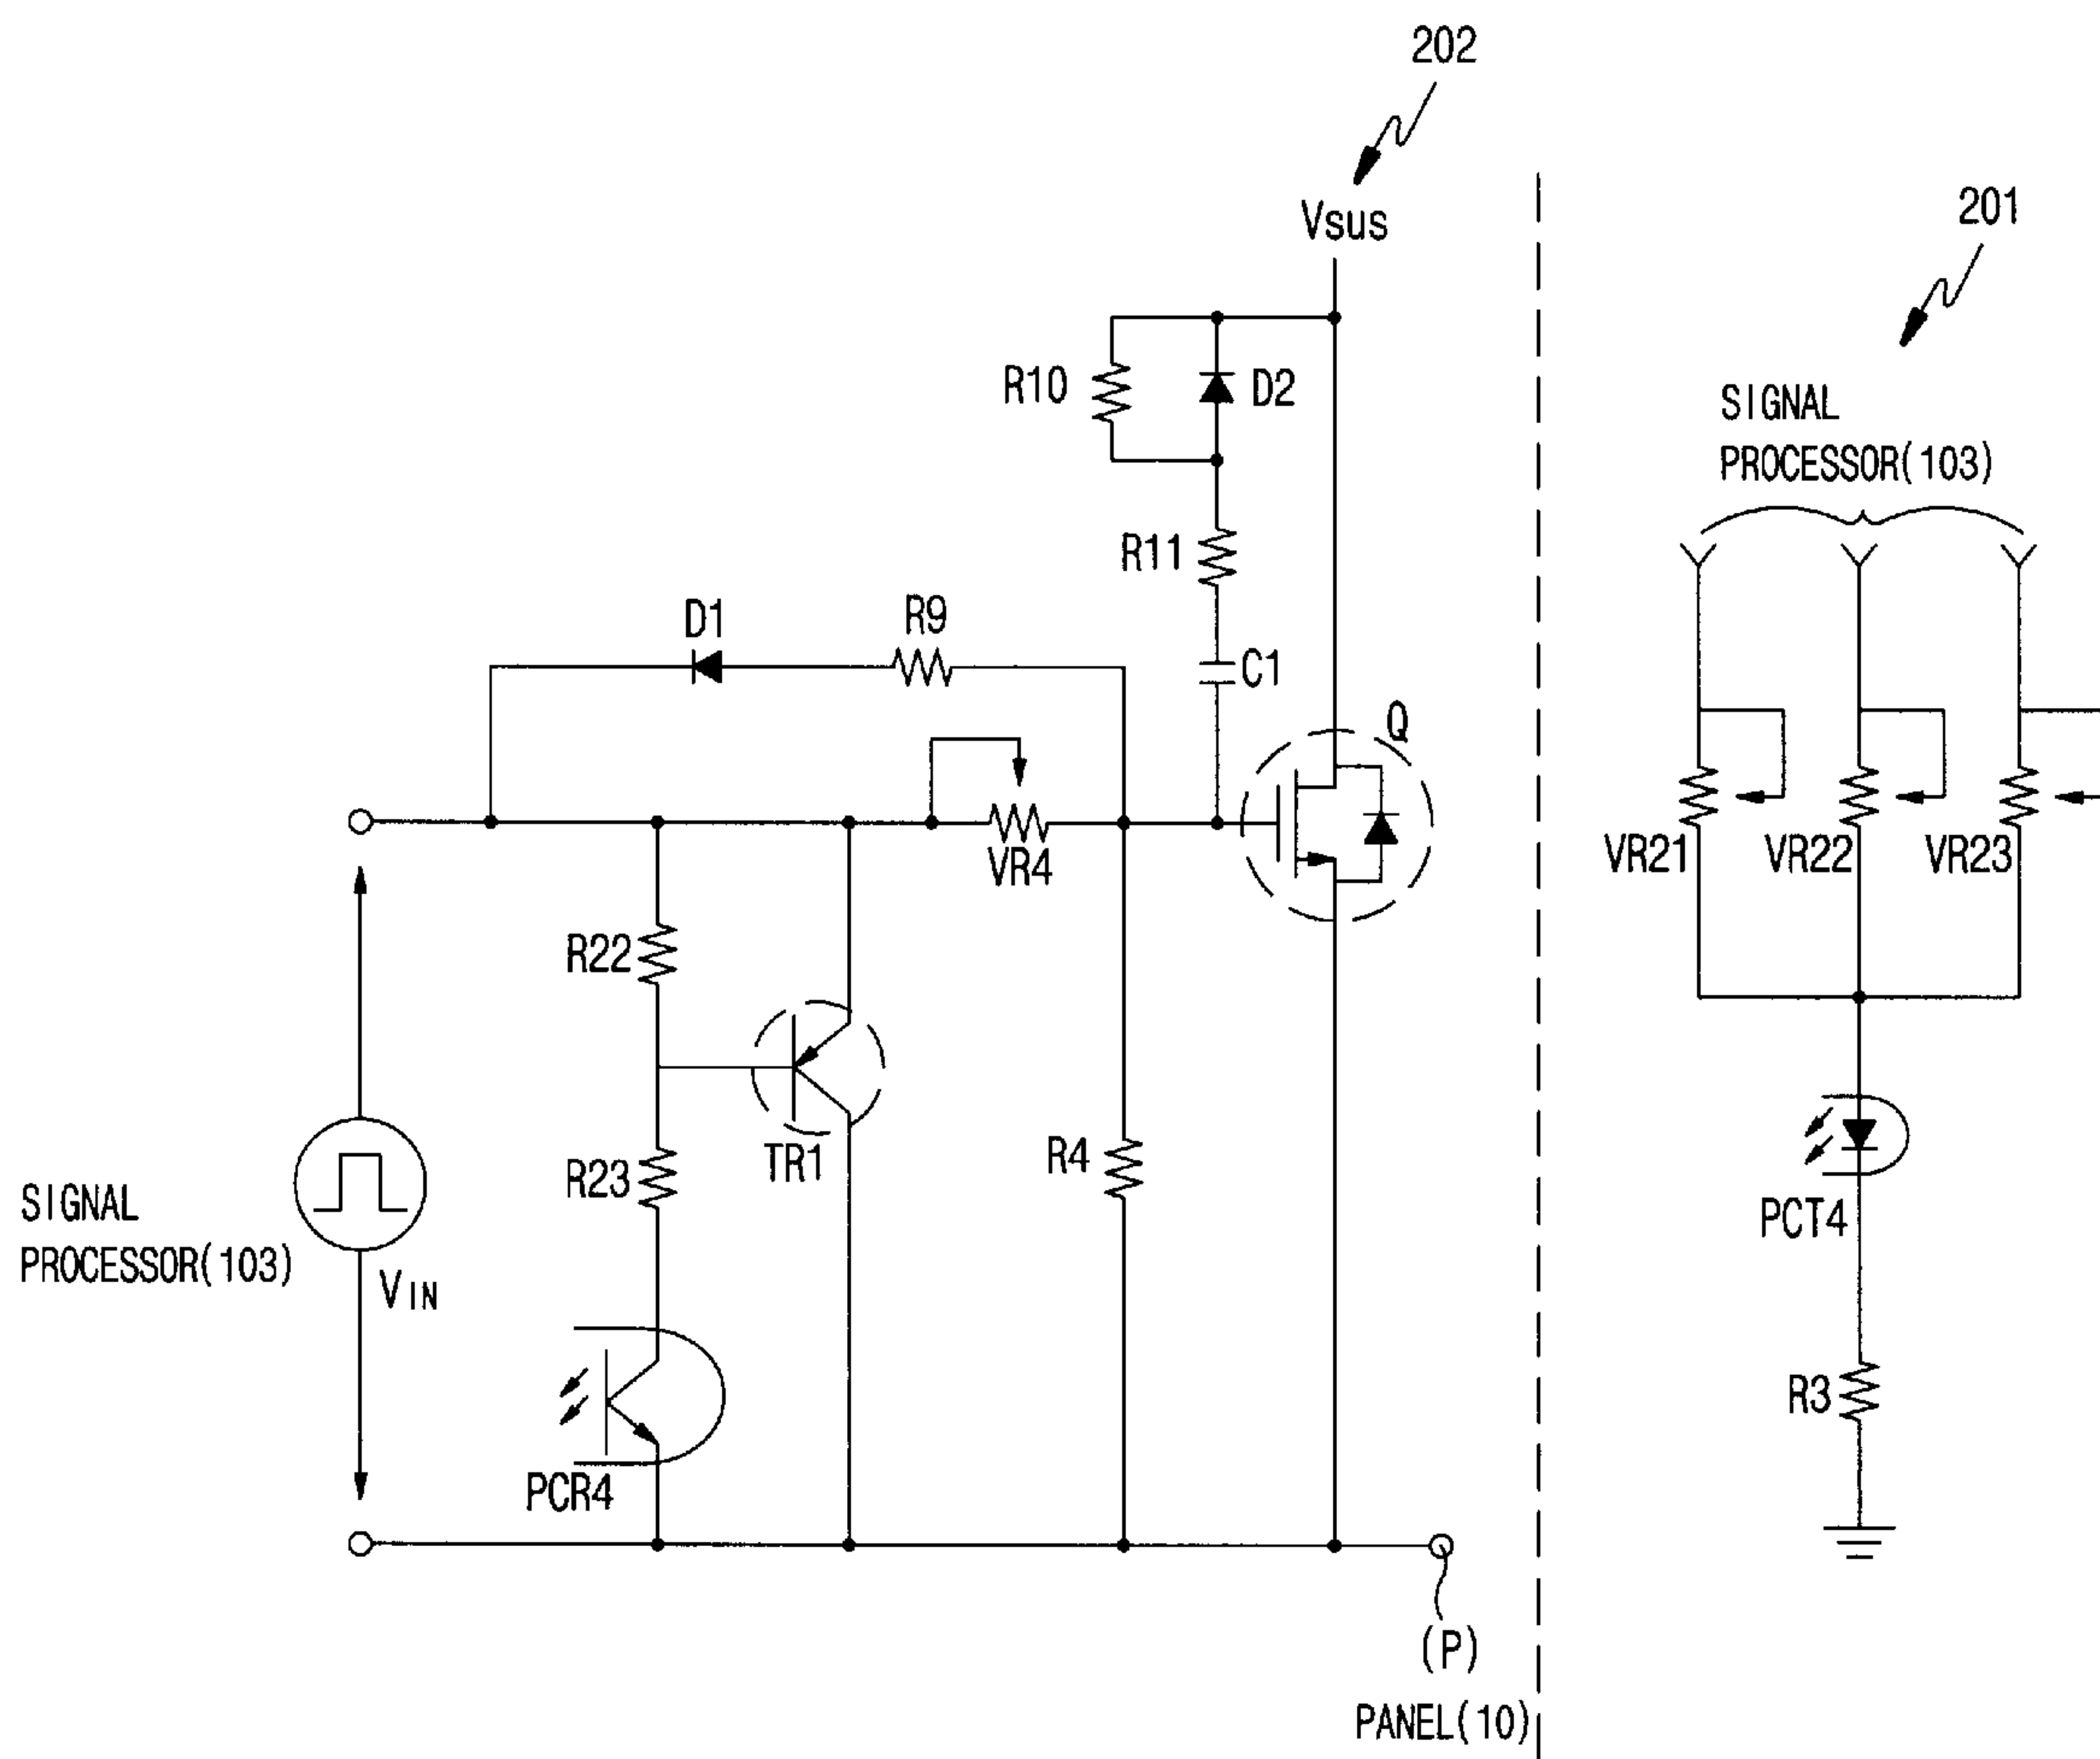 202
Vsus
201
R10
D2
SIGNAL
PROCESSOR(103)
R11
D1
R9
C1
Q
VR4
VR21
VR22
VR23
R22
TR1
R4
R23
SIGNAL
PROCESSOR(103)
VIN
PCT4
R3
PCR4
(P)
PANEL(10)